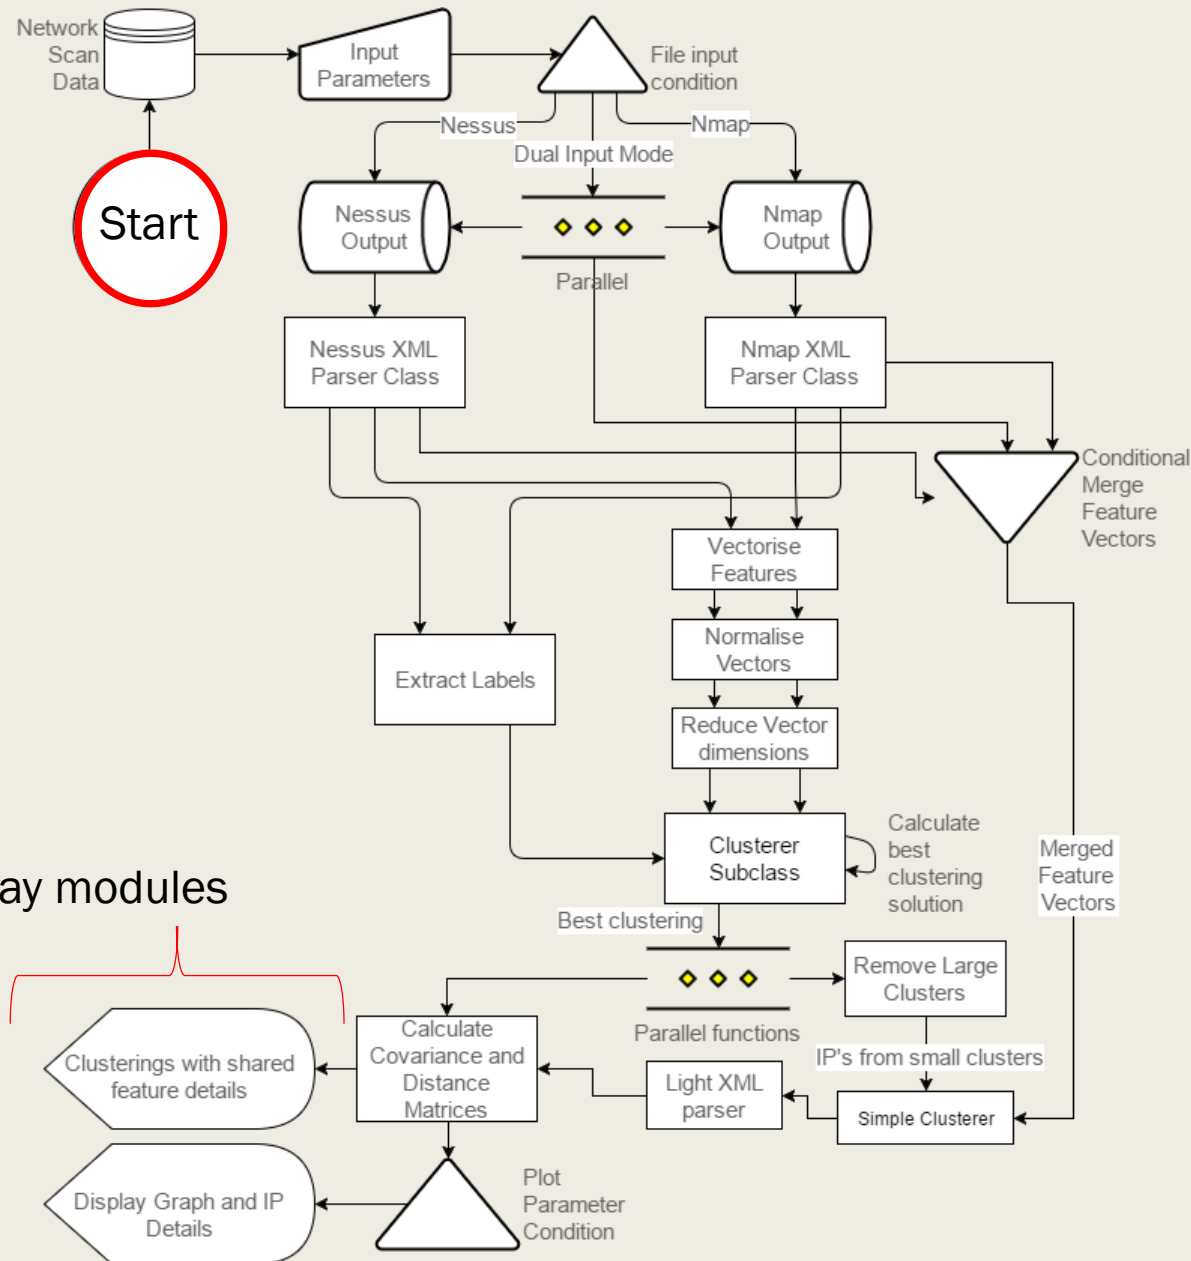 Network
Scan
Data
Input
Parameters
File input
condition
Nessus
Nmap
Dual Input Mode
Start
Nessus
Output
Nmap
Output
Parallel
Nessus XML
Parser Class
Nmap XML
Parser Class
Conditional
Merge
Feature
Vectors
Vectorise
Features
Normalise
Vectors
Extract Labels
Reduce Vector
dimensions
Clusterer
Subclass
Calculate
best
clustering
solution
Merged
Feature
Vectors
ay modules
Best clustering
Remove Large
Clusters
Parallel functions
Calculate
Covariance and
Distance
Matrices
Clusterings with shared
feature details
IP's from small clusters
Light XML
parser
Simple Clusterer
Plot
Parameter
Condition
Display Graph and IP
Details